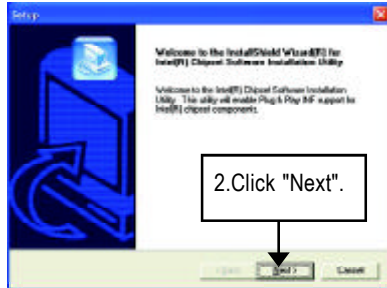 Setup
Welcome to the InstallShield Wizard(R) for
Intel(R) Chipset Software Installation Utility
Welcome to the Intel(R) Chipset Software Installation
Utility. This utility will enable Plug & Play INF support for
Intel(R) chipset components.
2.Click "Next".
< Back Next > Cancel